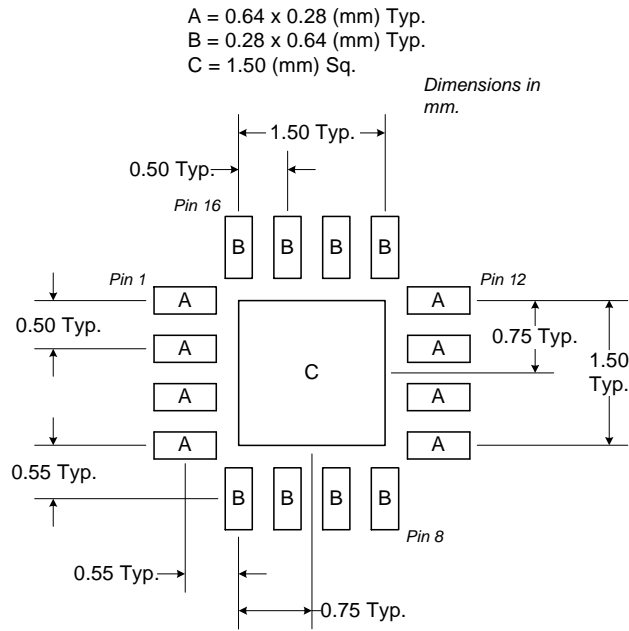 A = 0.64 x 0.28 (mm) Typ.
B = 0.28 x 0.64 (mm) Typ.
C = 1.50 (mm) Sq.
Dimensions in
mm.
1.50 Typ.
0.50 Typ.
Pin 16
B B B B
Pin 1
Pin 12
A A
0.50 Typ.
0.75 Typ.
A A
1.50
Typ.
C
A A
A A
0.55 Typ.
B B B B
Pin 8
0.55 Typ.
0.75 Typ.